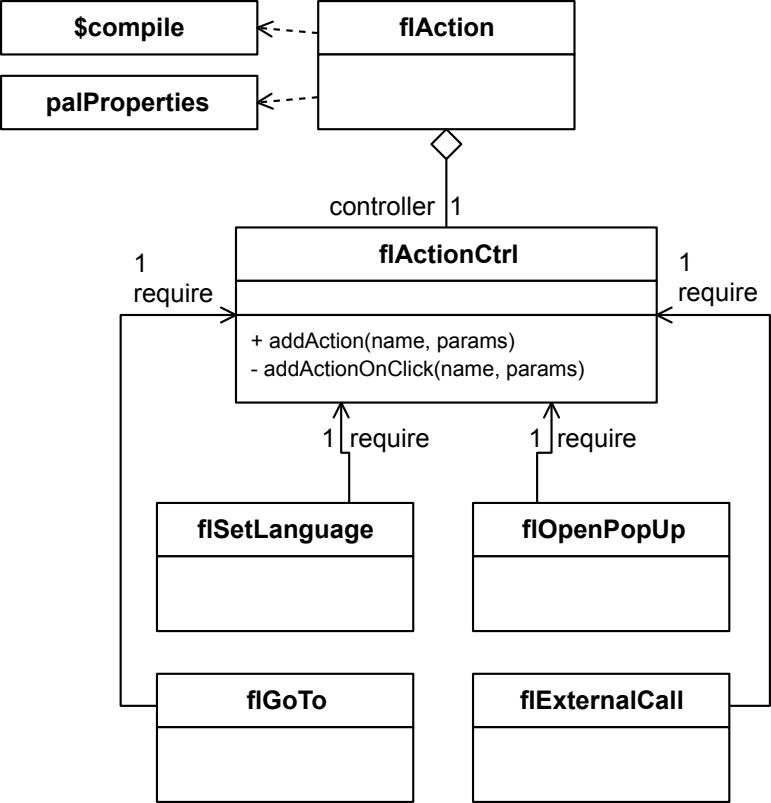 $compile
flAction
palProperties
controller 1
flActionCtrl
1
require
1
require
+ addAction(name, params)
- addActionOnClick(name, params)
1 require
1 require
flSetLanguage
flOpenPopUp
flGoTo
flExternalCall